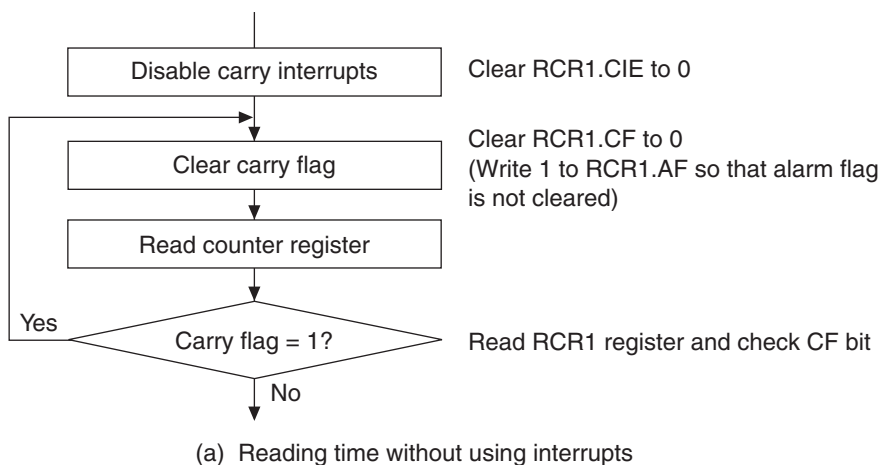 Disable carry interrupts
Clear RCR1.CIE to 0
Clear carry flag
Clear RCR1.CF to 0
(Write 1 to RCR1.AF so that alarm flag
is not cleared)
Read counter register
Yes
Carry flag = 1?
Read RCR1 register and check CF bit
No
(a) Reading time without using interrupts